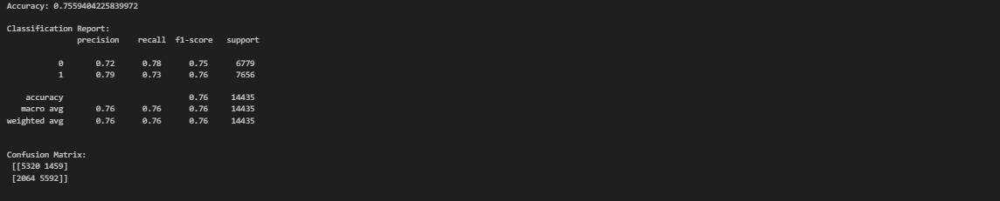 Accuracy: 0.7559404225839972
Classification Report:
precision recall f1-score support
0 0.72 0.78 0.75 6779
1 0.79 0.73 0.76 7656
accuracy 0.76 14435
macro avg 0.76 0.76 0.76 14435
weighted avg 0.76 0.76 0.76 14435
Confusion Matrix:
[[5320 1459]
[2064 5592]]